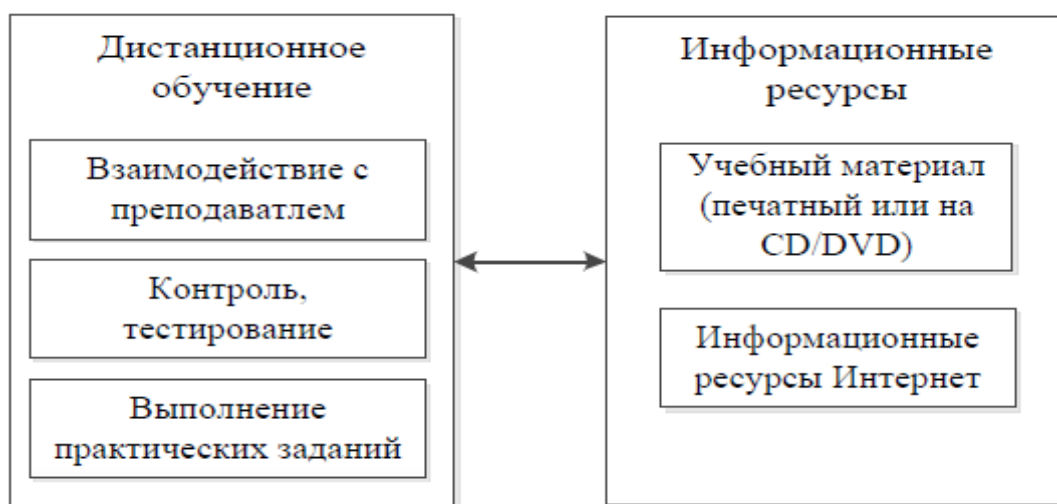 Дистанционное
обучение
Взаимодействие с
преподаватлем
Контроль,
тестирование
Выполнение
практических заданий
Информационные
ресурсы
Учебный материал
(печатный или на
CD/DVD)
Информационные
ресурсы Интернет